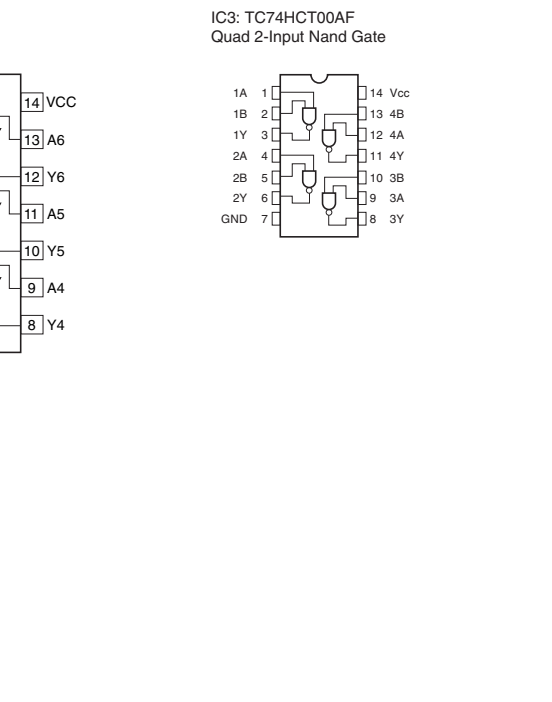 IC3: TC74HCT00AF
Quad 2-Input Nand Gate
14 VCC
13 A6
12 Y6
11 A5
10 Y5
9 A4
8 Y4
1A 1 14 Vcc
1B 2 13 4B
1Y 3 12 4A
2A 4 11 4Y
2B 5 10 3B
2Y 6 9 3A
GND 7 8 3Y